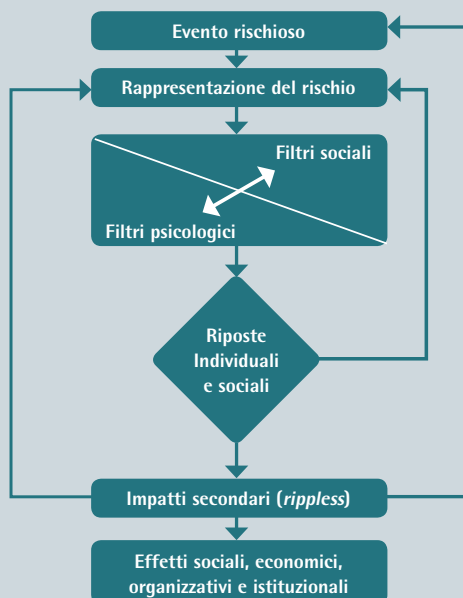 Evento rischioso
Rappresentazione del rischio
Filtri sociali
Filtri psicologici
Riposte
Individuali
e sociali
Impatti secondari (rippless)
Effetti sociali, economici,
organizzativi e istituzionali